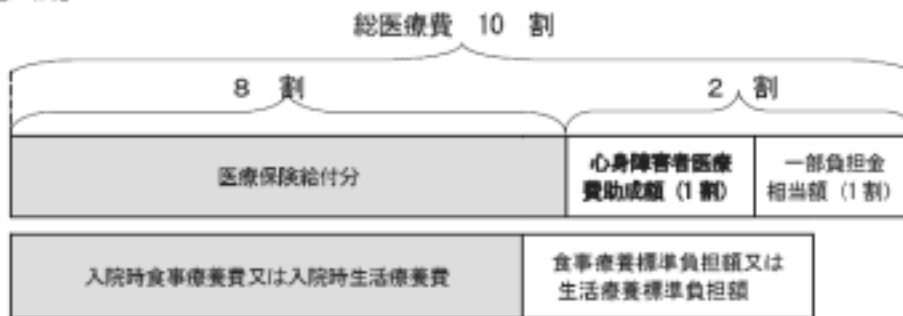 総医療費 10 割
8 割
2 割
医療保険給付分
心身障害者医療
費助成額（1割）
一部負担金
相当額（1割）
入院時食事療養費又は入院時生活療養費
食事療養標準負担額又は
生活療養標準負担額